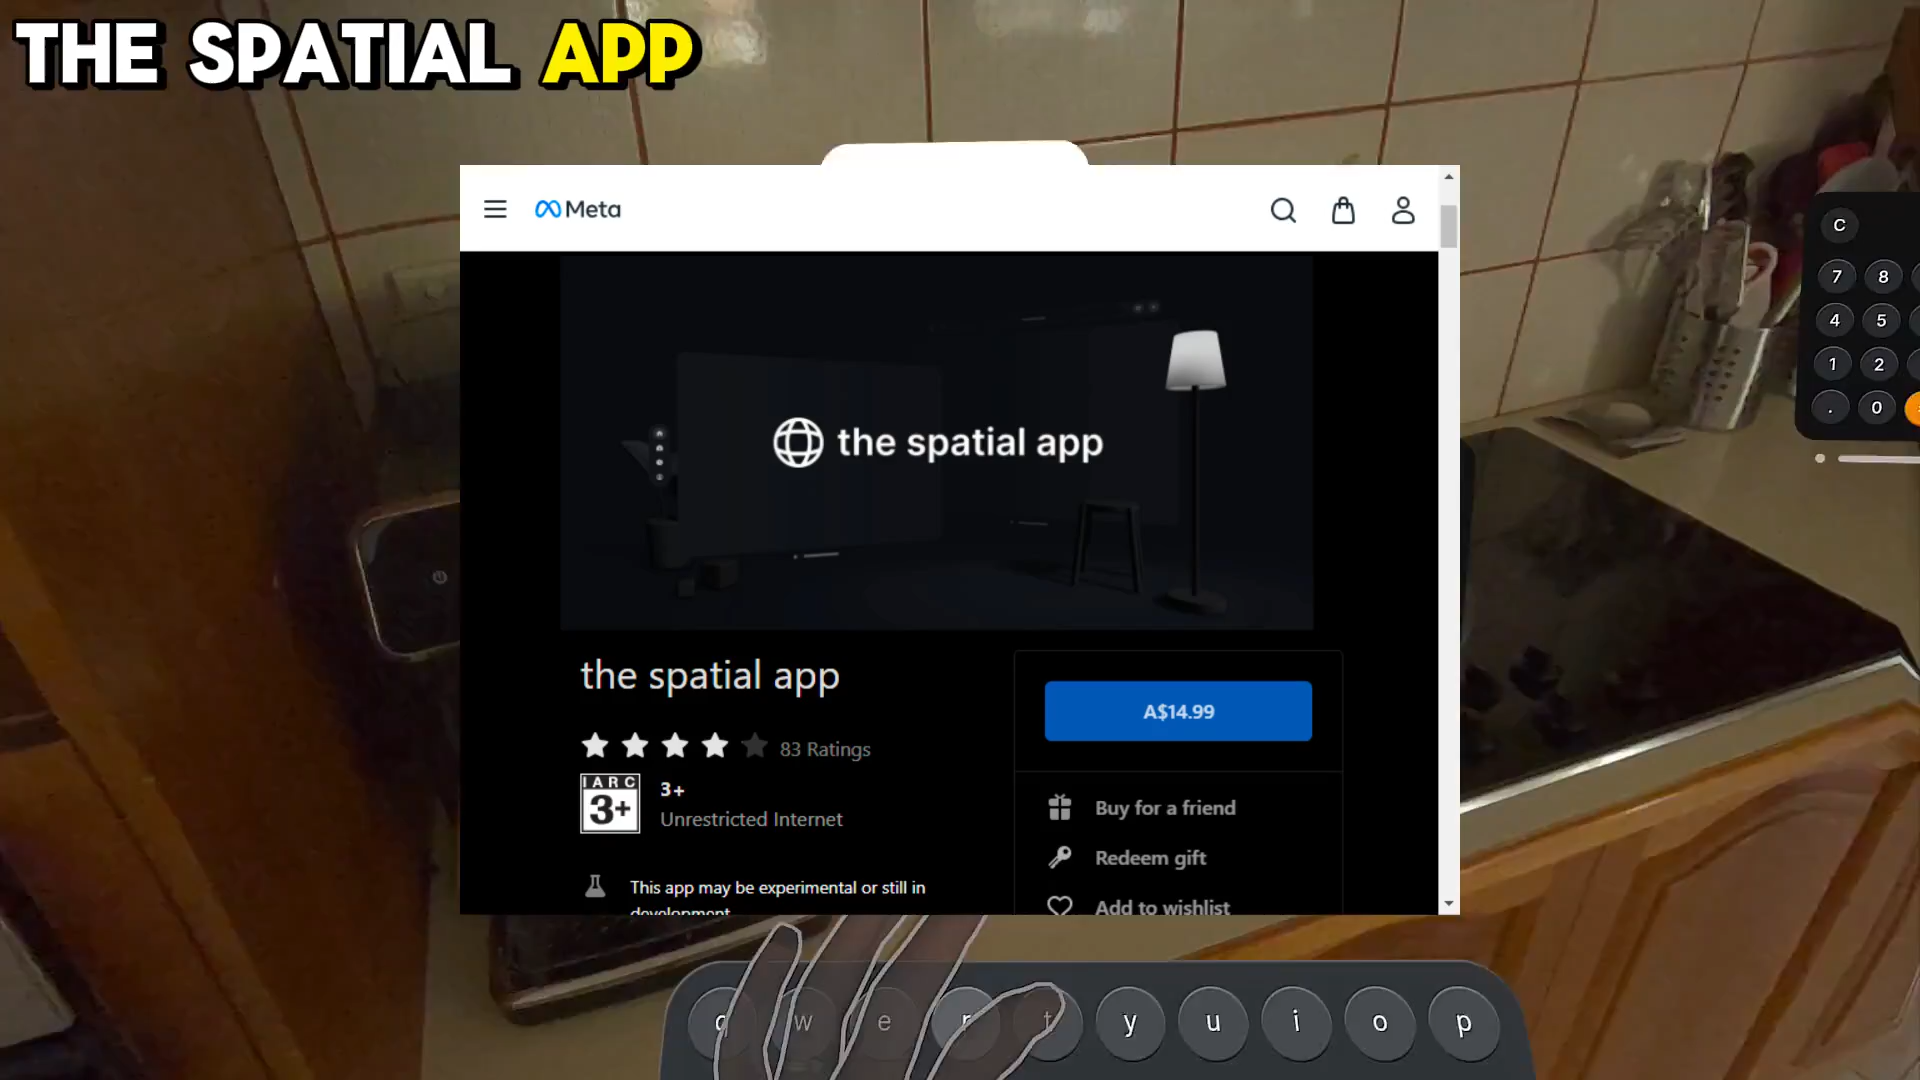 THE SPATIAL APP
Meta
the spatial app
the spatial app
83 Ratings
A$14.99
IARC
3+
3+
Unrestricted Internet
Buy for a friend
Redeem gift
This app may be experimental or still in
development
Add to wishlist
C
7 8
4 5
1 2
. 0
q w e r t y u i o p